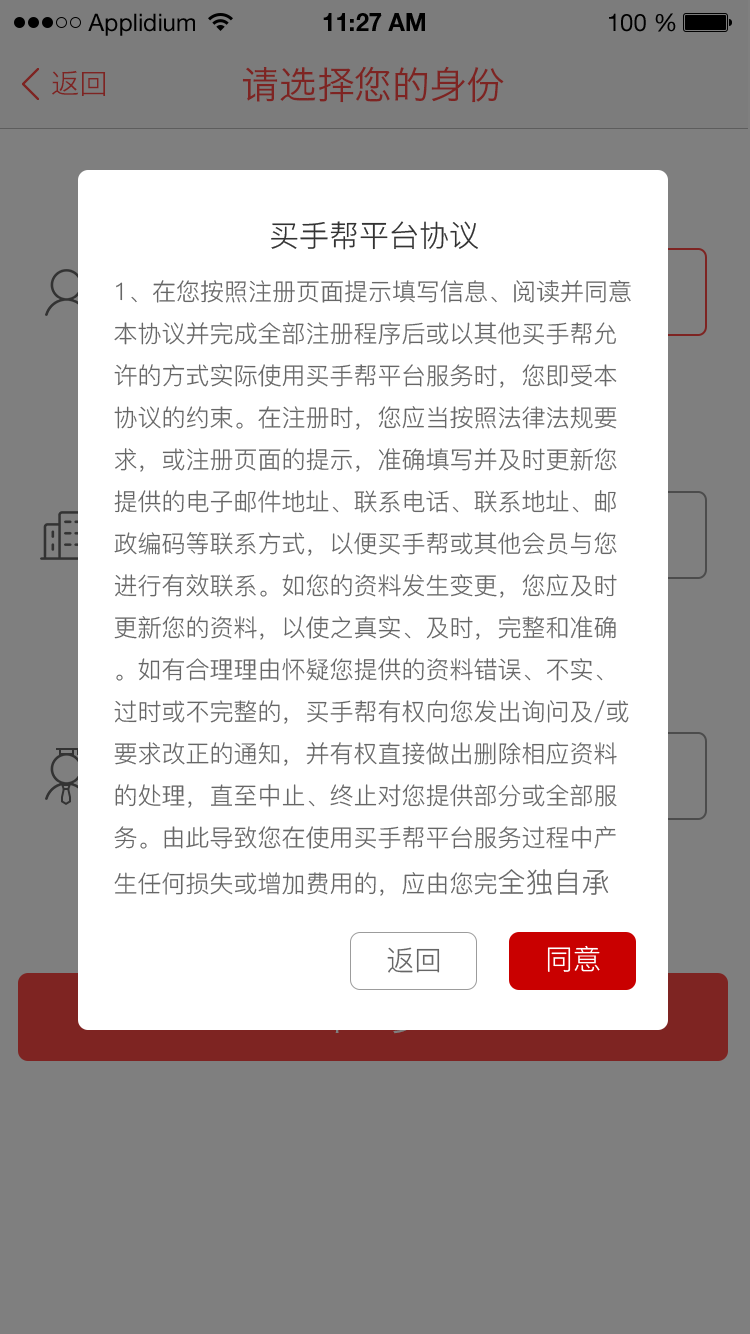 Applidium 11:27 AM 100 %
返回 请选择您的身份
买手帮平台协议
1、在您按照注册页面提示填写信息、阅读并同意
本协议并完成全部注册程序后或以其他买手帮允
许的方式实际使用买手帮平台服务时，您即受本
协议的约束。在注册时，您应当按照法律法规要
求，或注册页面的提示，准确填写并及时更新您
提供的电子邮件地址、联系电话、联系地址、邮
政编码等联系方式，以便买手帮或其他会员与您
进行有效联系。如您的资料发生变更，您应及时
更新您的资料，以使之真实、及时，完整和准确
。如有合理理由怀疑您提供的资料错误、不实、
过时或不完整的，买手帮有权向您发出询问及/或
要求改正的通知，并有权直接做出删除相应资料
的处理，直至中止、终止对您提供部分或全部服
务。由此导致您在使用买手帮平台服务过程中产
生任何损失或增加费用的，应由您完全独自承
返回 同意